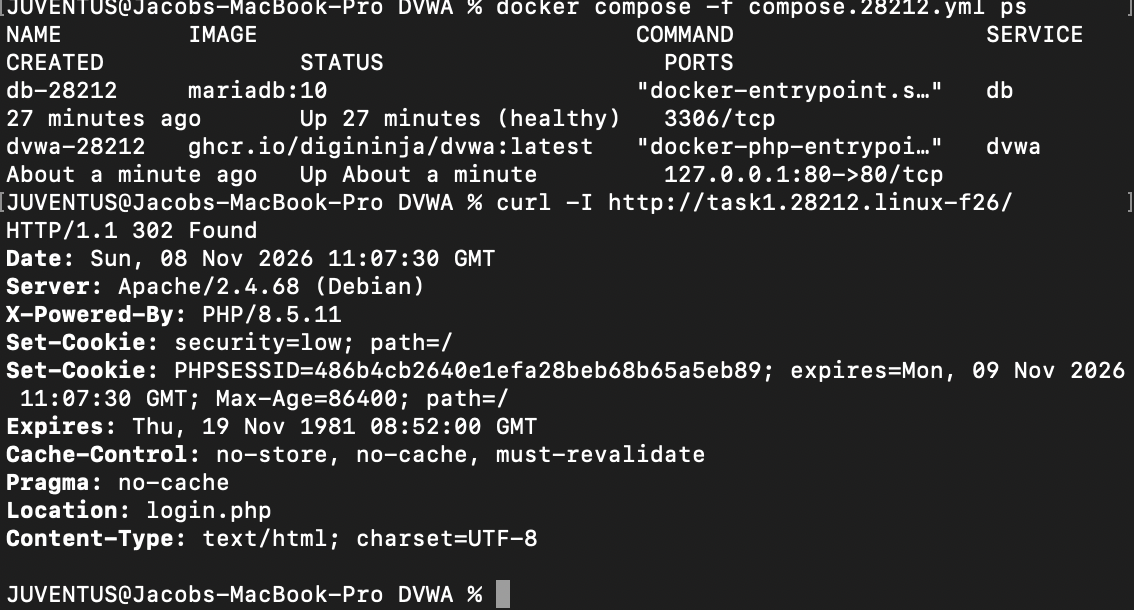 [JUVENTUS@Jacobs-MacBook-Pro DVWA % docker compose -f compose.28212.yml ps ]
NAME IMAGE COMMAND SERVICE
CREATED STATUS PORTS
db-28212 mariadb:10 "docker-entrypoint.s…" db
27 minutes ago Up 27 minutes (healthy) 3306/tcp
dvwa-28212 ghcr.io/digininja/dvwa:latest "docker-php-entrypoi…" dvwa
About a minute ago Up About a minute 127.0.0.1:80->80/tcp
[JUVENTUS@Jacobs-MacBook-Pro DVWA % curl -I http://task1.28212.linux-f26/ ]
HTTP/1.1 302 Found
Date: Sun, 08 Nov 2026 11:07:30 GMT
Server: Apache/2.4.68 (Debian)
X-Powered-By: PHP/8.5.11
Set-Cookie: security=low; path=/
Set-Cookie: PHPSESSID=486b4cb2640e1efa28beb68b65a5eb89; expires=Mon, 09 Nov 2026
11:07:30 GMT; Max-Age=86400; path=/
Expires: Thu, 19 Nov 1981 08:52:00 GMT
Cache-Control: no-store, no-cache, must-revalidate
Pragma: no-cache
Location: login.php
Content-Type: text/html; charset=UTF-8
JUVENTUS@Jacobs-MacBook-Pro DVWA %